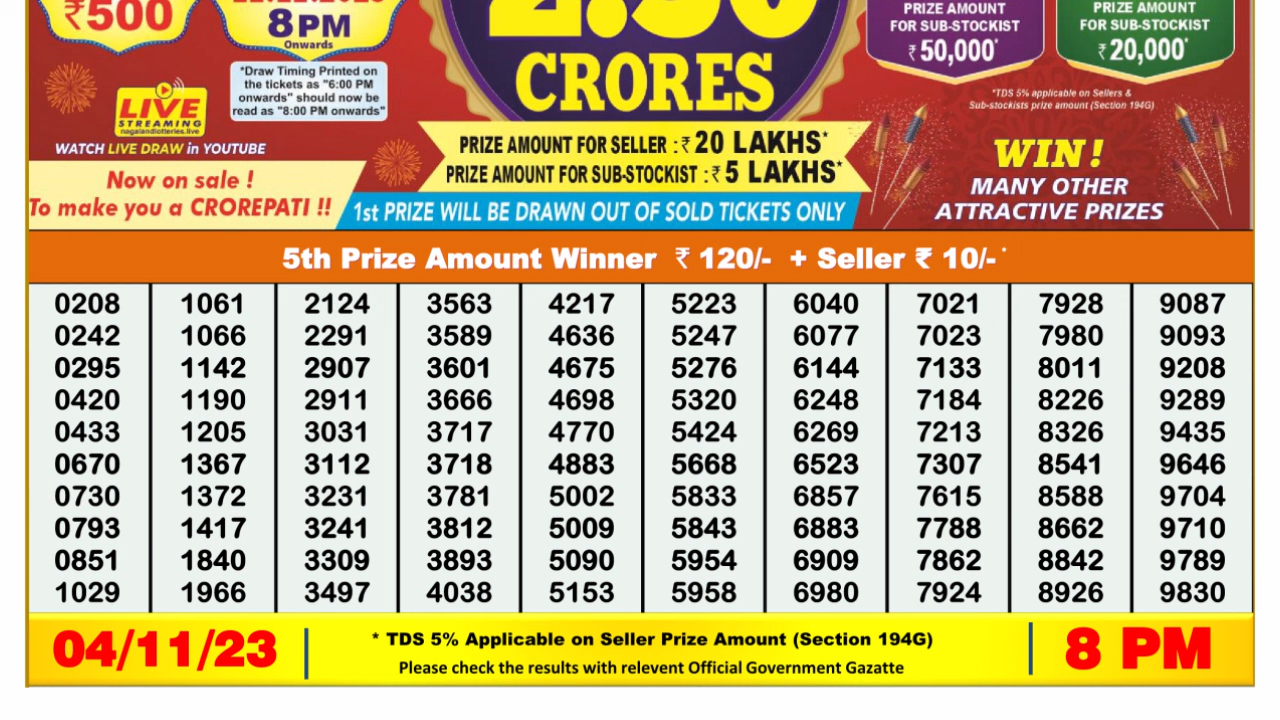 ₹500
8PM
Onwards
*Draw Timing Printed on
the tickets as "6:00 PM
onwards" should now be
read as "8:00 PM onwards"
LIVE
STREAMING
nagalandlotteries.live
WATCH LIVE DRAW in YOUTUBE
Now on sale !
To make you a CROREPATI !!
2.50
CRORES
PRIZE AMOUNT FOR SELLER : ₹ 20 LAKHS*
PRIZE AMOUNT FOR SUB-STOCKIST : ₹ 5 LAKHS*
1st PRIZE WILL BE DRAWN OUT OF SOLD TICKETS ONLY
PRIZE AMOUNT
FOR SUB-STOCKIST
₹ 50,000*
PRIZE AMOUNT
FOR SUB-STOCKIST
₹ 20,000*
*TDS 5% applicable on Sellers &
Sub-stockists prize amount (Section 194G)
WIN !
MANY OTHER
ATTRACTIVE PRIZES
5th Prize Amount Winner ₹ 120/- + Seller ₹ 10/- *
0208 1061 2124 3563 4217 5223 6040 7021 7928 9087
0242 1066 2291 3589 4636 5247 6077 7023 7980 9093
0295 1142 2907 3601 4675 5276 6144 7133 8011 9208
0420 1190 2911 3666 4698 5320 6248 7184 8226 9289
0433 1205 3031 3717 4770 5424 6269 7213 8326 9435
0670 1367 3112 3718 4883 5668 6523 7307 8541 9646
0730 1372 3231 3781 5002 5833 6857 7615 8588 9704
0793 1417 3241 3812 5009 5843 6883 7788 8662 9710
0851 1840 3309 3893 5090 5954 6909 7862 8842 9789
1029 1966 3497 4038 5153 5958 6980 7924 8926 9830
04/11/23
* TDS 5% Applicable on Seller Prize Amount (Section 194G)
Please check the results with relevent Official Government Gazatte
8 PM